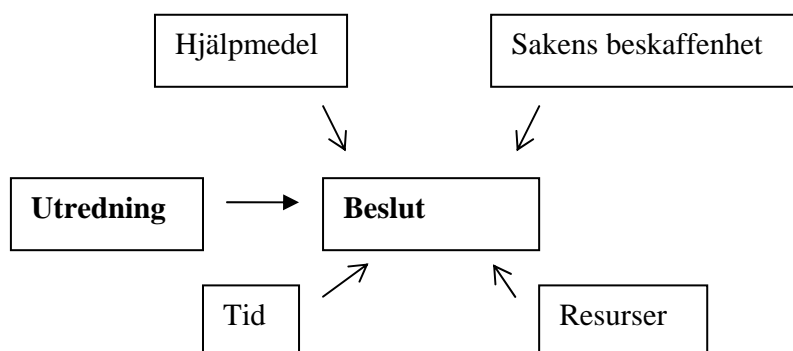 Hjälpmedel
Sakens beskaffenhet
Utredning
Beslut
Tid
Resurser